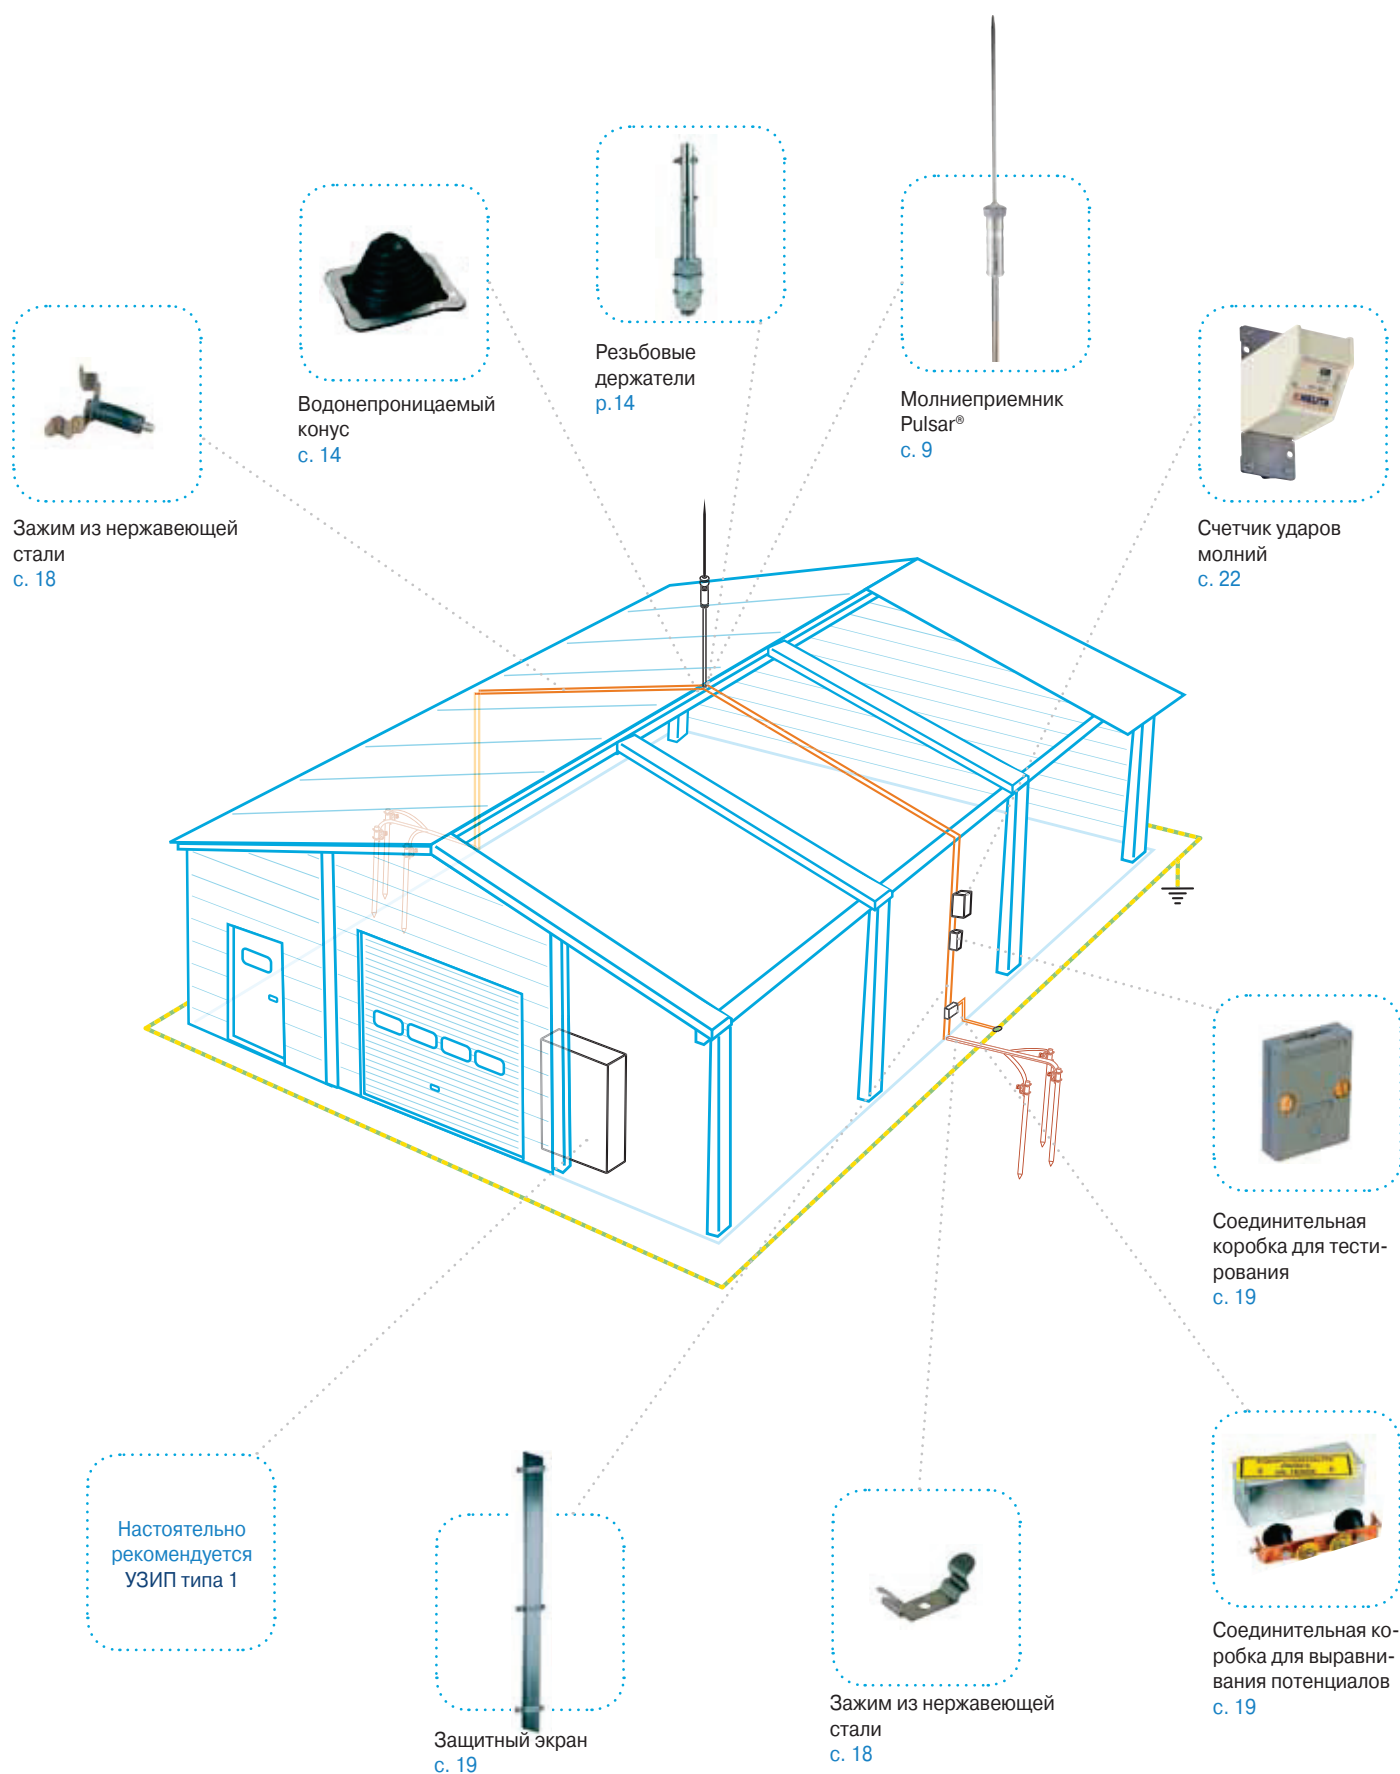 Резьбовые
держатели
p.14
Водонепроницаемый
конус
с. 14
Молниеприемник
Pulsar®
с. 9
Зажим из нержавеющей
стали
с. 18
HELITA
Счетчик ударов
молний
с. 22
Соединительная
коробка для тести-
рования
с. 19
Настоятельно
рекомендуется
УЗИП типа 1
Защитный экран
с. 19
Зажим из нержавеющей
стали
с. 18
Соединительная ко-
робка для выравни-
вания потенциалов
с. 19